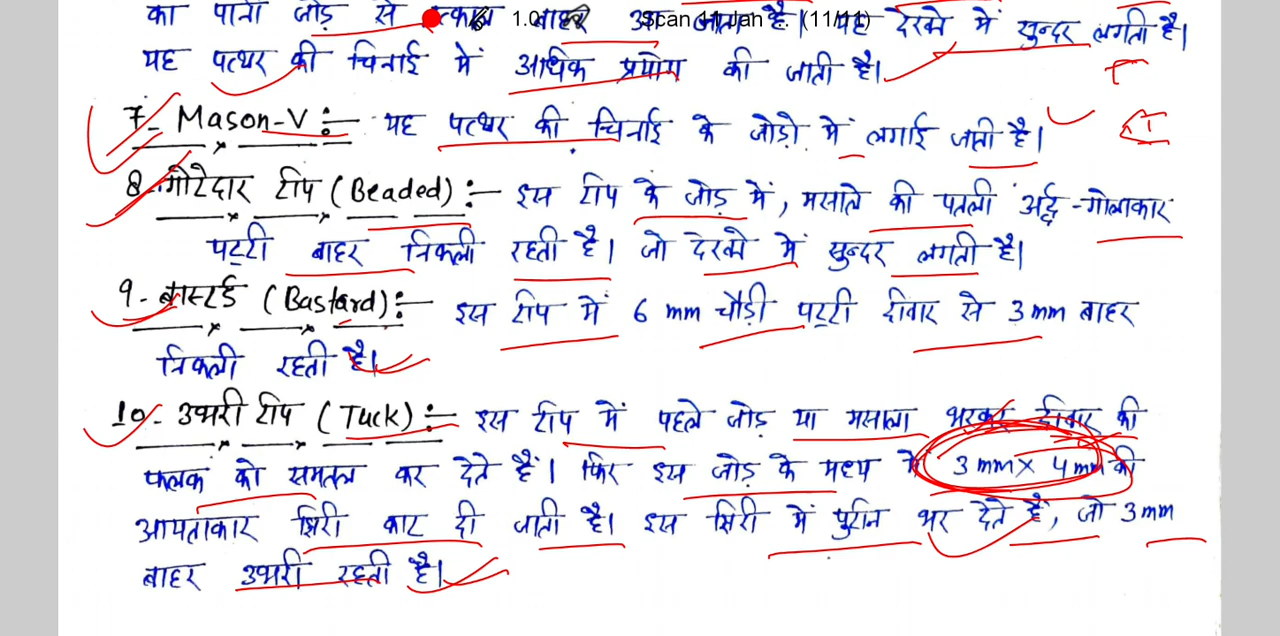 का पानी जोड़ से बाहर आ जाता है। यह देखने में सुन्दर लगती है।
1.0 Scan 11 Jan (11/11)
यह पत्थर की चिनाई में अधिक प्रयोग की जाती है।
7- Mason-V :- यह पत्थर की चिनाई के जोड़ो में लगाई जाती है।
8- गोटेदार टीप (Beaded) :- इस टीप के जोड़ में, मसाले की पतली अर्द्ध-गोलाकार
पट्टी बाहर निकली रहती है। जो देखने में सुन्दर लगती है।
9- बास्टर्ड (Bastard) :- इस टीप में 6 mm चौड़ी पट्टी दीवार से 3 mm बाहर
निकली रहती है।
10- उभरी टीप (Tuck) :- इस टीप में पहले जोड़ या मसाला भरकर दीवार की
फलक को समतल कर देते हैं। फिर इस जोड़ के मध्य में 3 mm × 4 mm की
आयताकार झिरी काट दी जाती है। इस झिरी में पुटीन भर देते हैं, जो 3 mm
बाहर उभरी रहती है।